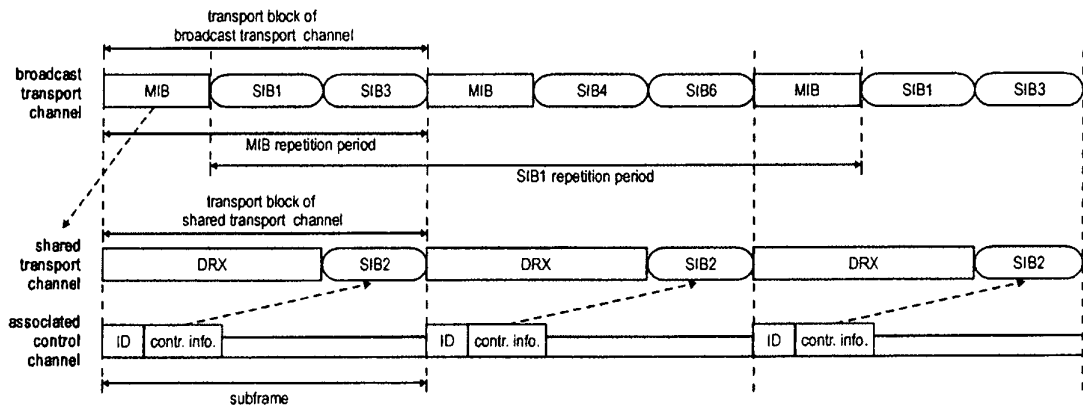 transport block of
broadcast transport channel
broadcast
transport
channel
MIB SIB1 SIB3 MIB SIB4 SIB6 MIB SIB1 SIB3
MIB repetition period
SIB1 repetition period
transport block of
shared transport channel
shared
transport
channel
DRX SIB2 DRX SIB2 DRX SIB2
associated
control
channel
ID contr. info. ID contr. info. ID contr. info.
subframe